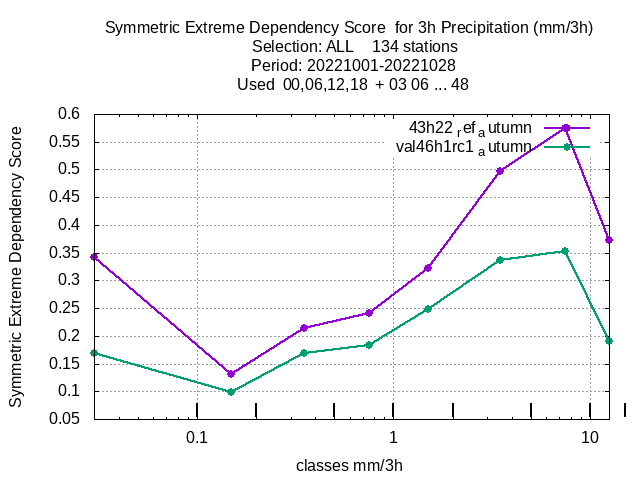 Symmetric Extreme Dependency Score  for 3h Precipitation (mm/3h)
Selection: ALL    134 stations
Period: 20221001-20221028
Used  00,06,12,18  + 03 06 ... 48
43h22 ref autumn
val46h1rc1 autumn
Symmetric Extreme Dependency Score
0.6
0.55
0.5
0.45
0.4
0.35
0.3
0.25
0.2
0.15
0.1
0.05
0.1 1 10
classes mm/3h